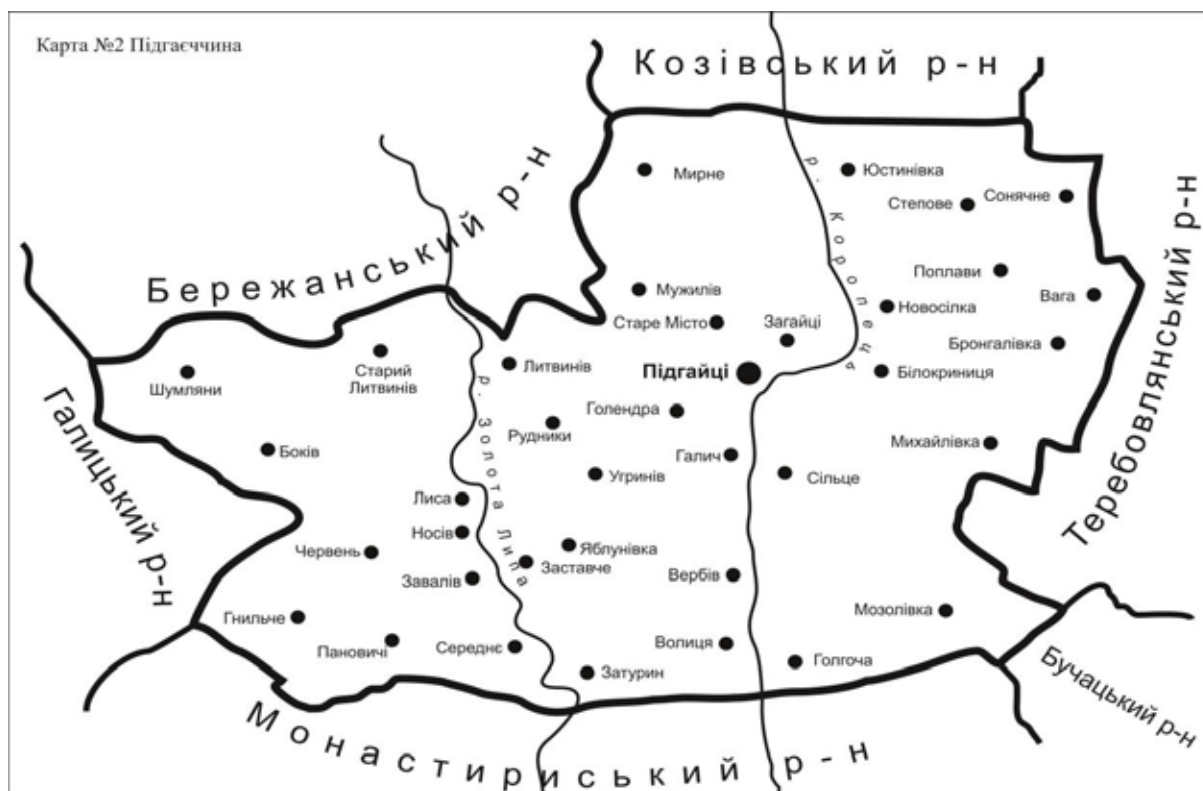 Карта №2 Підгаєччина
Козівський р-н
Бережанський р-н
Мирне
р. Коропець
Юстинівка
Степове
Сонячне
Теребовлянський р-н
Поплави
Мужилів
Вага
Новосілка
Старе Місто
Загайці
Бронгалівка
Шумляни
Старий
Литвинів
Литвинів
р. Золота Липа
Підгайці
Білокриниця
Галицький р-н
Голендра
Рудники
Боків
Галич
Михайлівка
Угринів
Сільце
Лиса
Носів
Червень
Яблунівка
Заставче
Завалів
Вербів
Гнильче
Мозолівка
Пановичі
Середнє
Волиця
Затурин
Голгоча
Бучацький р-н
Монастириський р-н